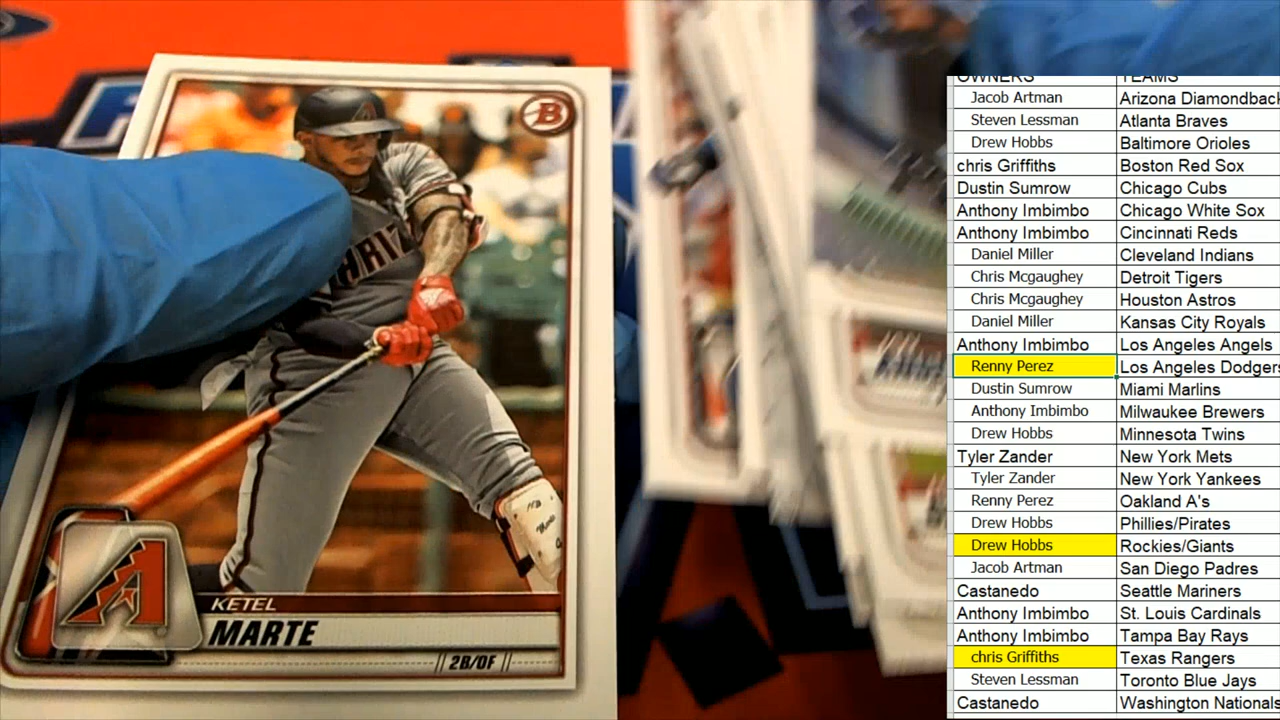 B
ARIZ
A
KETEL
MARTE
2B/OF
OWNERS TEAMS
Jacob Artman Arizona Diamondback
Steven Lessman Atlanta Braves
Drew Hobbs Baltimore Orioles
chris Griffiths Boston Red Sox
Dustin Sumrow Chicago Cubs
Anthony Imbimbo Chicago White Sox
Anthony Imbimbo Cincinnati Reds
Daniel Miller Cleveland Indians
Chris Mcgaughey Detroit Tigers
Chris Mcgaughey Houston Astros
Daniel Miller Kansas City Royals
Anthony Imbimbo Los Angeles Angels
Renny Perez Los Angeles Dodgers
Dustin Sumrow Miami Marlins
Anthony Imbimbo Milwaukee Brewers
Drew Hobbs Minnesota Twins
Tyler Zander New York Mets
Tyler Zander New York Yankees
Renny Perez Oakland A's
Drew Hobbs Phillies/Pirates
Drew Hobbs Rockies/Giants
Jacob Artman San Diego Padres
Castanedo Seattle Mariners
Anthony Imbimbo St. Louis Cardinals
Anthony Imbimbo Tampa Bay Rays
chris Griffiths Texas Rangers
Steven Lessman Toronto Blue Jays
Castanedo Washington Nationals